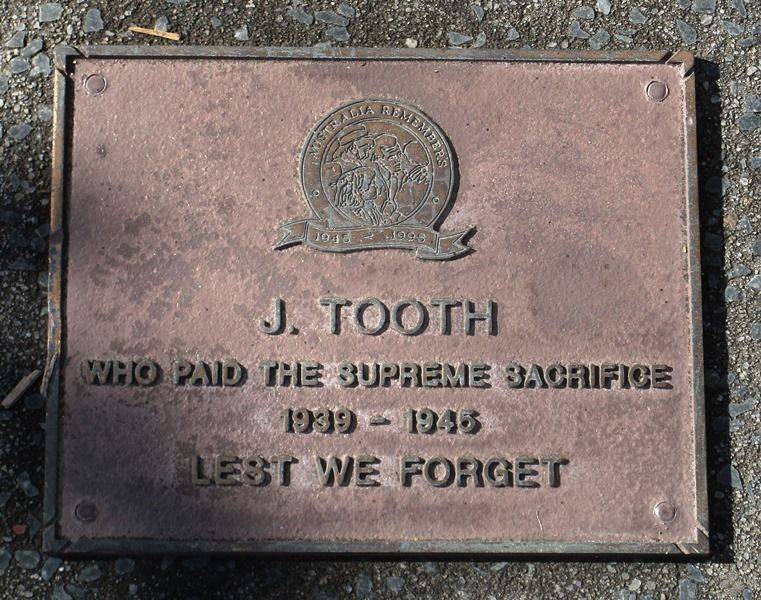 AUSTRALIA REMEMBERS
1945 - 1995
J. TOOTH
WHO PAID THE SUPREME SACRIFICE
1939 - 1945
LEST WE FORGET